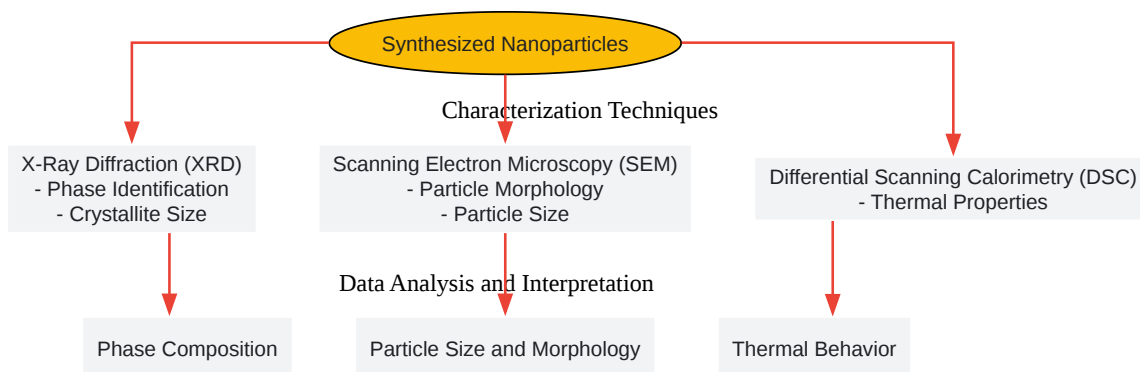 Synthesized Nanoparticles
Characterization Techniques
X-Ray Diffraction (XRD)
- Phase Identification
- Crystallite Size
Scanning Electron Microscopy (SEM)
- Particle Morphology
- Particle Size
Differential Scanning Calorimetry (DSC)
- Thermal Properties
Data Analysis and Interpretation
Phase Composition
Particle Size and Morphology
Thermal Behavior